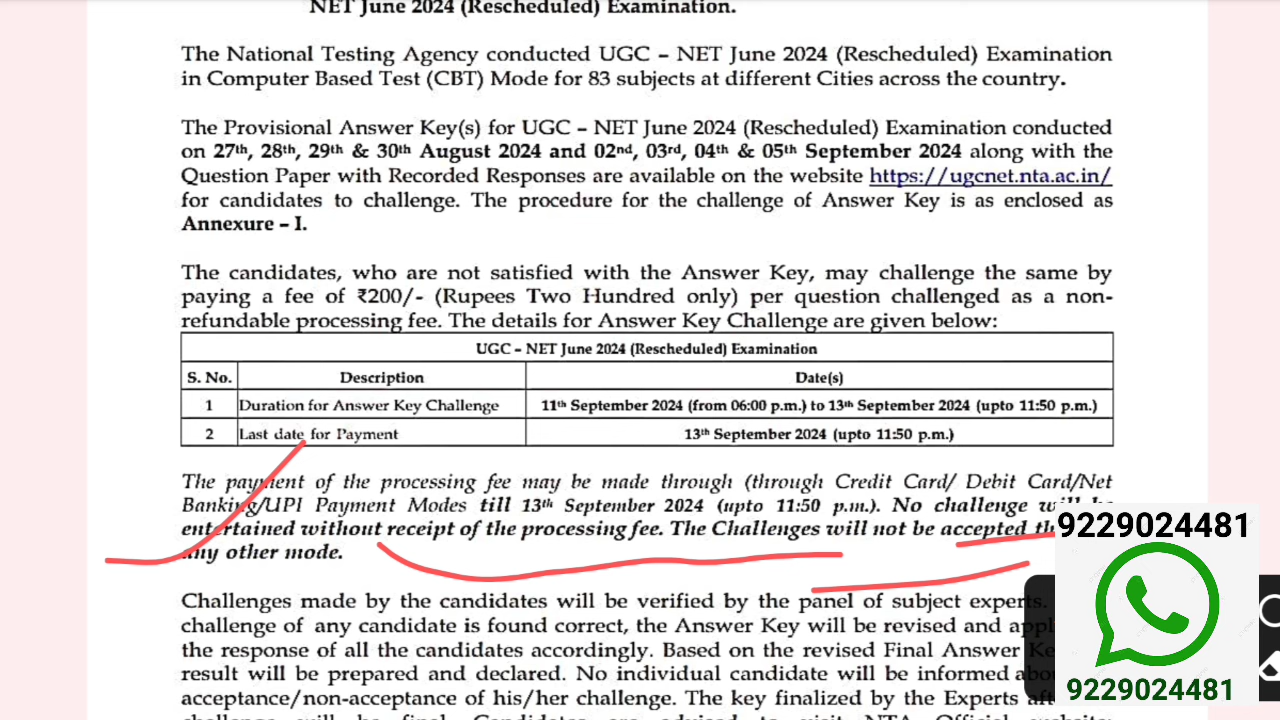 NET June 2024 (Rescheduled) Examination.
The National Testing Agency conducted UGC – NET June 2024 (Rescheduled) Examination
in Computer Based Test (CBT) Mode for 83 subjects at different Cities across the country.
The Provisional Answer Key(s) for UGC – NET June 2024 (Rescheduled) Examination conducted
on 27th, 28th, 29th & 30th August 2024 and 02nd, 03rd, 04th & 05th September 2024 along with the
Question Paper with Recorded Responses are available on the website https://ugcnet.nta.ac.in/
for candidates to challenge. The procedure for the challenge of Answer Key is as enclosed as
Annexure – I.
The candidates, who are not satisfied with the Answer Key, may challenge the same by
paying a fee of ₹200/- (Rupees Two Hundred only) per question challenged as a non-
refundable processing fee. The details for Answer Key Challenge are given below:
UGC – NET June 2024 (Rescheduled) Examination
S. No. Description Date(s)
1 Duration for Answer Key Challenge 11th September 2024 (from 06:00 p.m.) to 13th September 2024 (upto 11:50 p.m.)
2 Last date for Payment 13th September 2024 (upto 11:50 p.m.)
The payment of the processing fee may be made through (through Credit Card/ Debit Card/Net
Banking/UPI Payment Modes till 13th September 2024 (upto 11:50 p.m.). No challenge will be
entertained without receipt of the processing fee. The Challenges will not be accepted
any other mode.
9229024481
Challenges made by the candidates will be verified by the panel of subject experts.
challenge of any candidate is found correct, the Answer Key will be revised and
the response of all the candidates accordingly. Based on the revised Final Answer
result will be prepared and declared. No individual candidate will be informed
acceptance/non-acceptance of his/her challenge. The key finalized by the Experts
9229024481